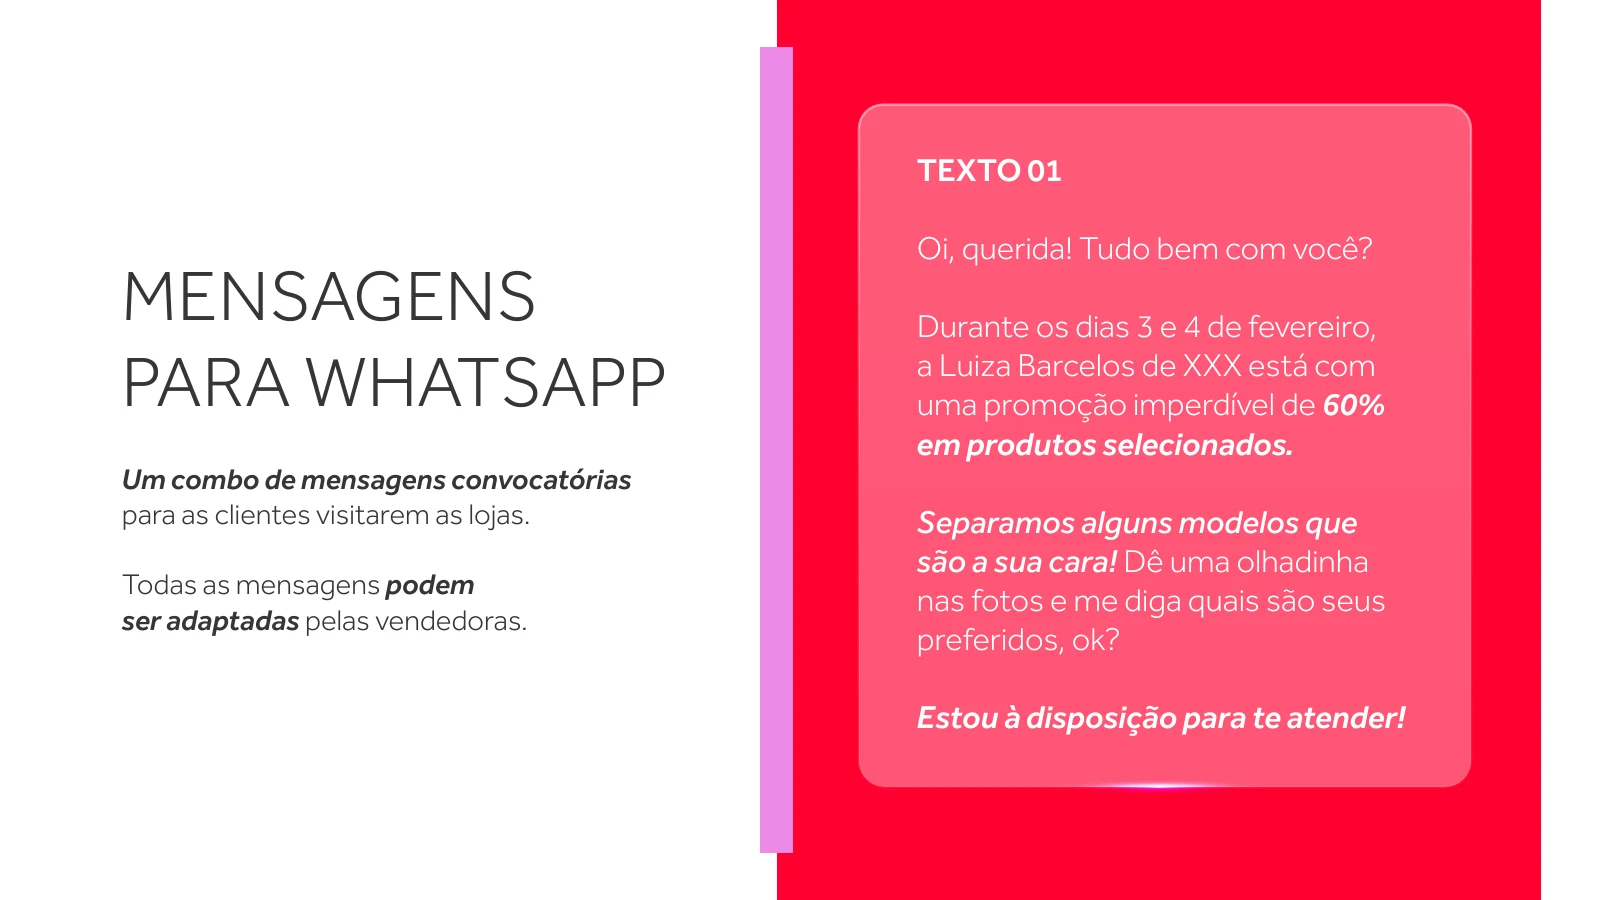 MENSAGENS
PARA WHATSAPP
Um combo de mensagens convocatórias
para as clientes visitarem as lojas.
Todas as mensagens podem
ser adaptadas pelas vendedoras.
TEXTO 01
Oi, querida! Tudo bem com você?
Durante os dias 3 e 4 de fevereiro,
a Luiza Barcelos de XXX está com
uma promoção imperdível de 60%
em produtos selecionados.
Separamos alguns modelos que
são a sua cara! Dê uma olhadinha
nas fotos e me diga quais são seus
preferidos, ok?
Estou à disposição para te atender!